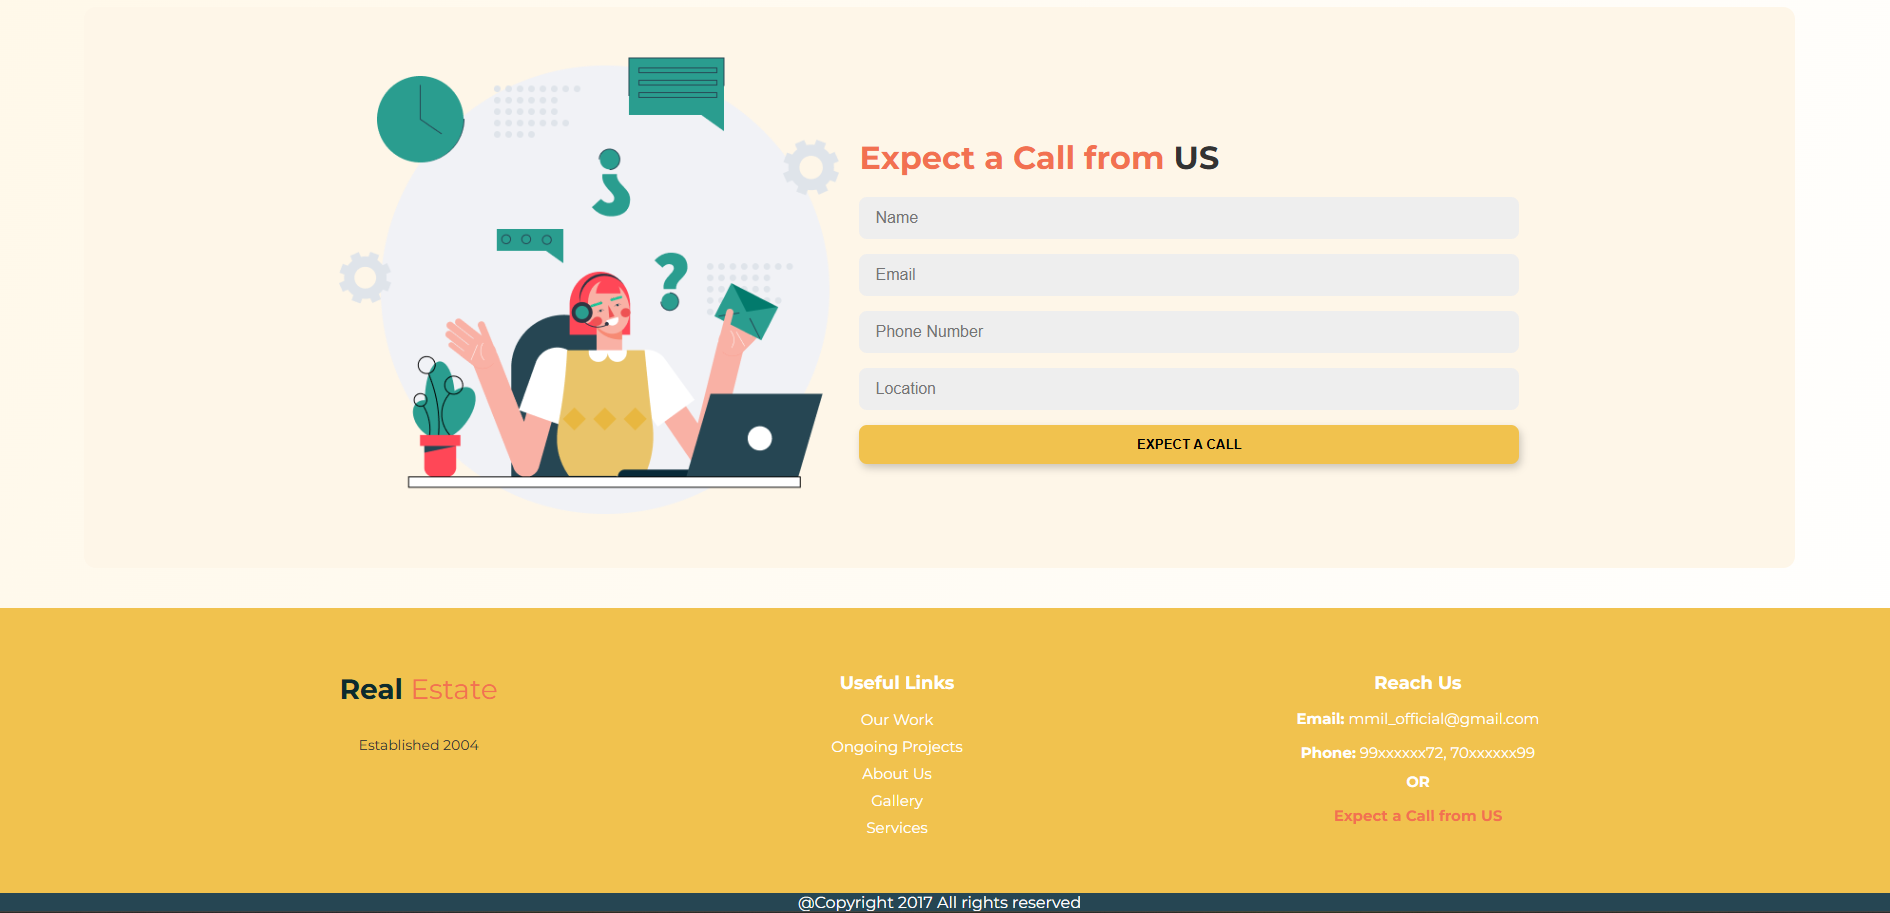 Expect a Call from US
Name
Email
Phone Number
Location
EXPECT A CALL
Real Estate
Established 2004
Useful Links
Our Work
Ongoing Projects
About Us
Gallery
Services
Reach Us
Email: mmil_official@gmail.com
Phone: 99xxxxxx72, 70xxxxxx99
OR
Expect a Call from US
@Copyright 2017 All rights reserved